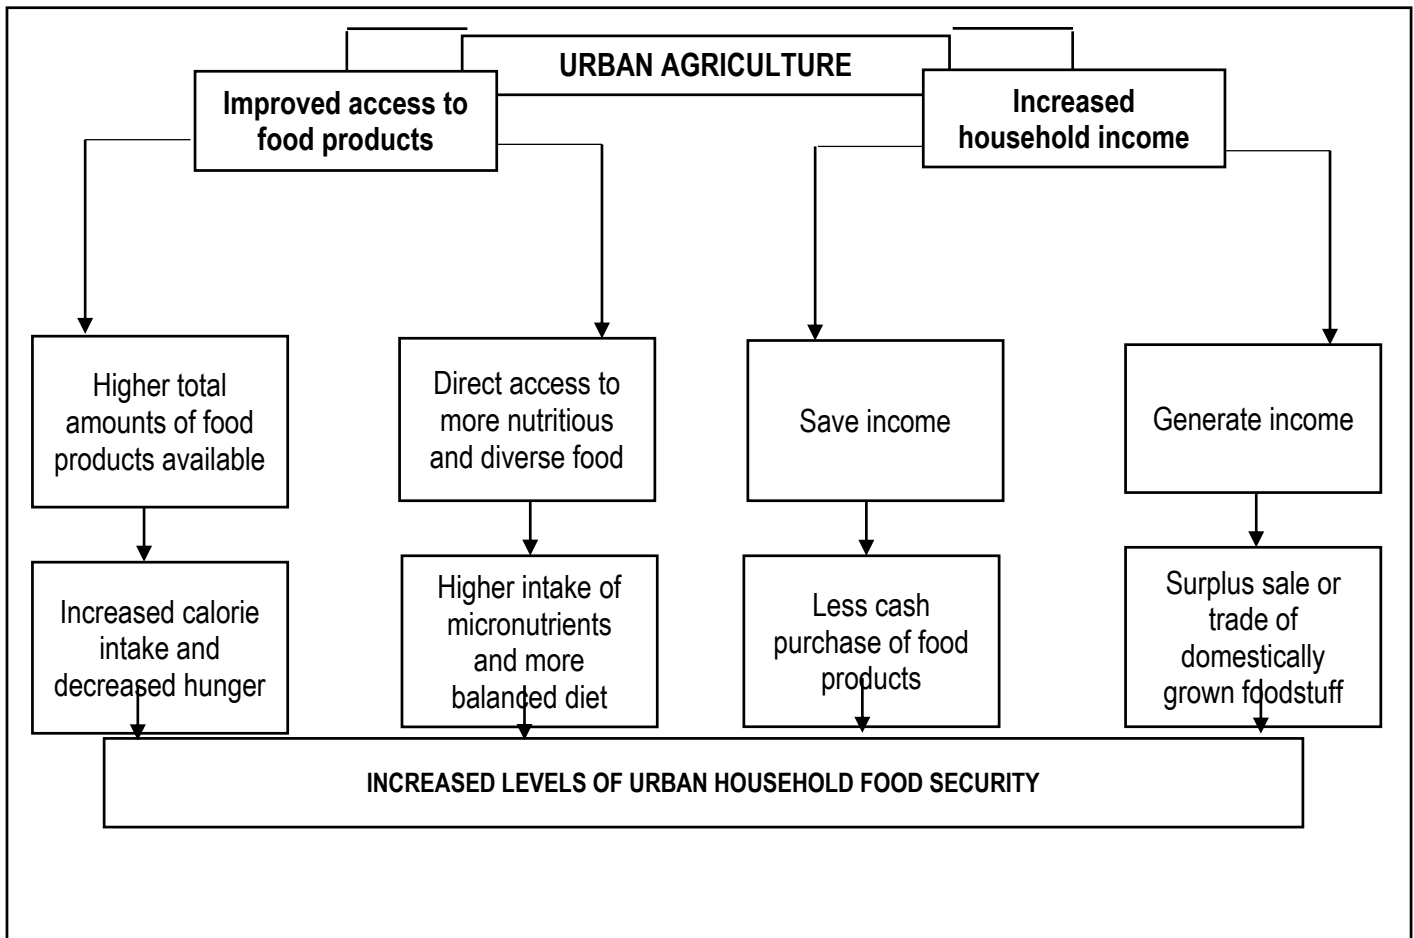 URBAN AGRICULTURE
Improved access to
food products
Increased
household income
Higher total
amounts of food
products available
Direct access to
more nutritious
and diverse food
Save income
Generate income
Increased calorie
intake and
decreased hunger
Higher intake of
micronutrients
and more
balanced diet
Less cash
purchase of food
products
Surplus sale or
trade of
domestically
grown foodstuff
INCREASED LEVELS OF URBAN HOUSEHOLD FOOD SECURITY